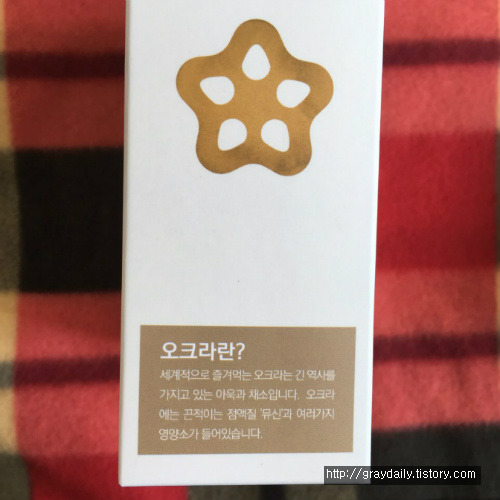 오크라란?
세계적으로 즐겨먹는 오크라는 긴 역사를
가지고 있는 아욱과 채소입니다. 오크라
에는 끈적이는 점액질 '뮤신'과 여러가지
영양소가 들어있습니다.
http://graydaily.tistory.com